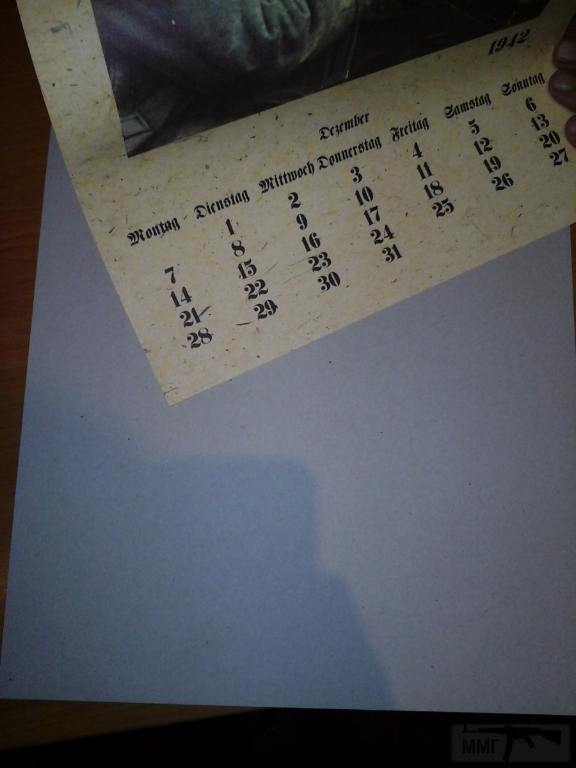 1942
Dezember
Montag Dienstag Mittwoch Donnerstag Freitag Samstag Sonntag
1 2 3 4 5 6
7 8 9 10 11 12 13
14 15 16 17 18 19 20
21 22 23 24 25 26 27
28 29 30 31
ММГ